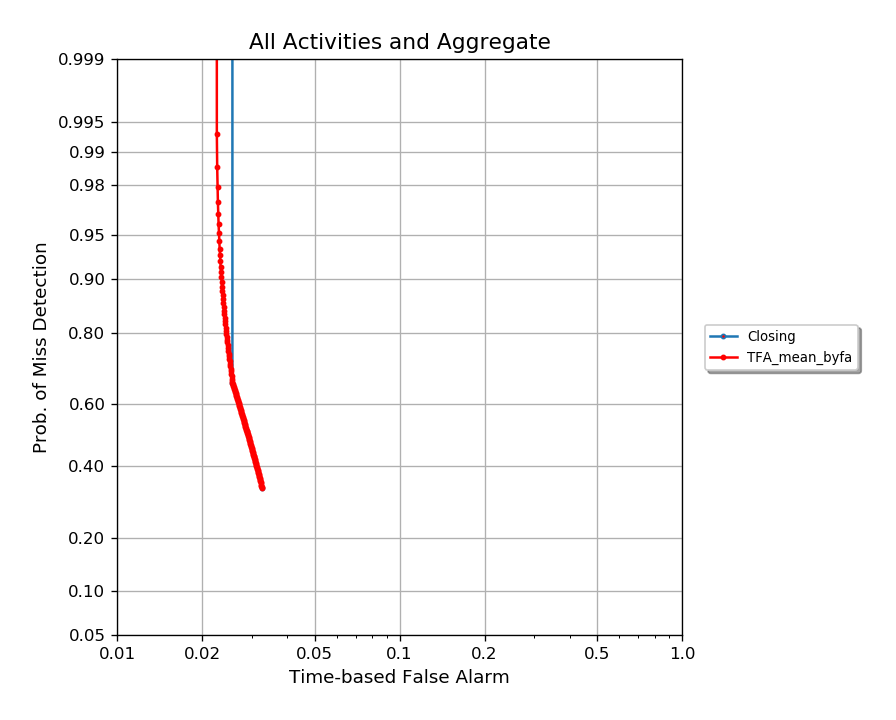 All Activities and Aggregate
0.999
0.995
0.99
0.98
0.95
0.90
0.80
0.60
0.40
0.20
0.10
0.05
Prob. of Miss Detection
0.01 0.02 0.05 0.1 0.2 0.5 1.0
Time-based False Alarm
Closing
TFA_mean_byfa